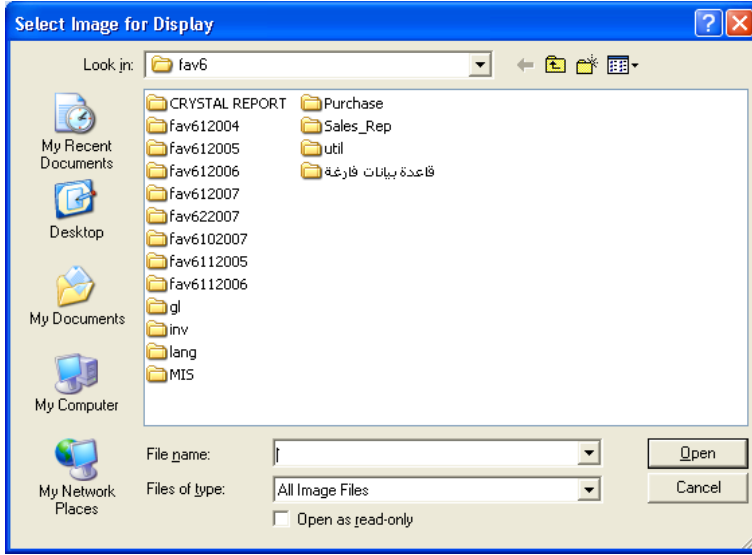 Select Image for Display
Look in:
fav6
My Recent
Documents
Desktop
My Documents
My Computer
My Network
Places
CRYSTAL REPORT
fav612004
fav612005
fav612006
fav612007
fav622007
fav6102007
fav6112005
fav6112006
gl
inv
lang
MIS
Purchase
Sales_Rep
util
قاعدة بيانات فارغة
File name:
Open
Files of type:
All Image Files
Cancel
Open as read-only